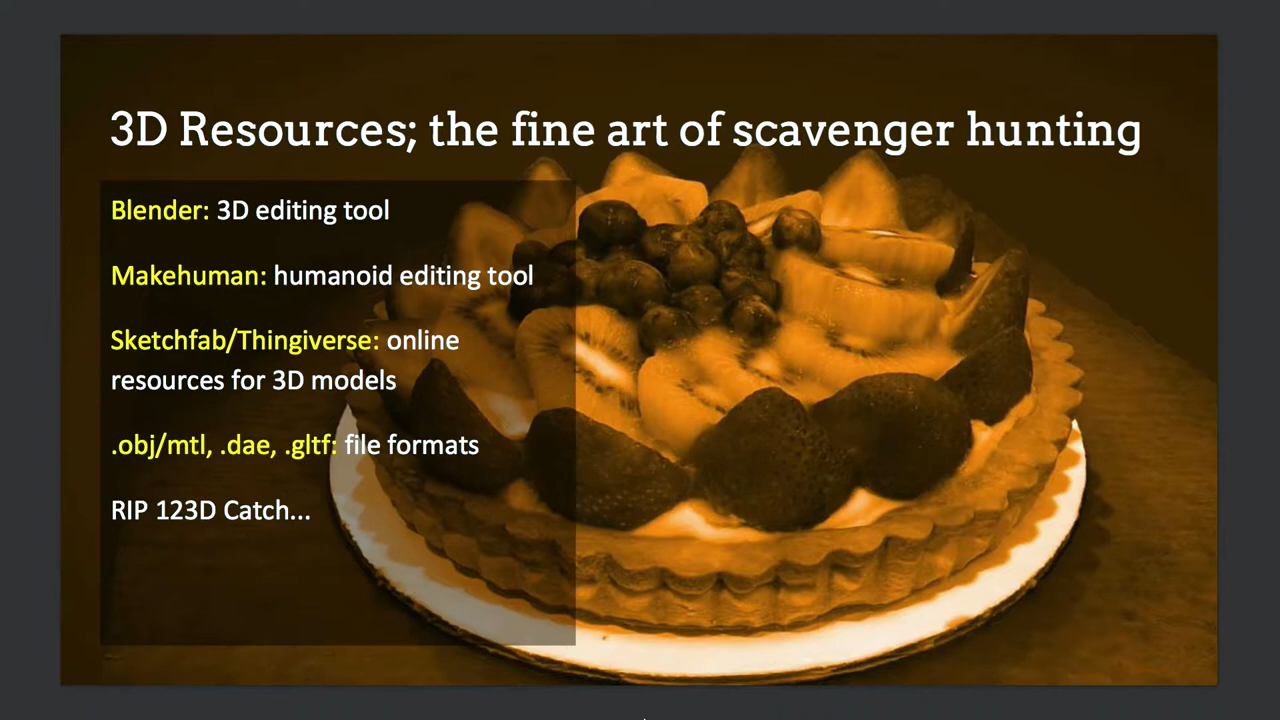 3D Resources; the fine art of scavenger hunting
Blender: 3D editing tool
Makehuman: humanoid editing tool
Sketchfab/Thingiverse: online
resources for 3D models
.obj/mtl, .dae, .gltf: file formats
RIP 123D Catch...